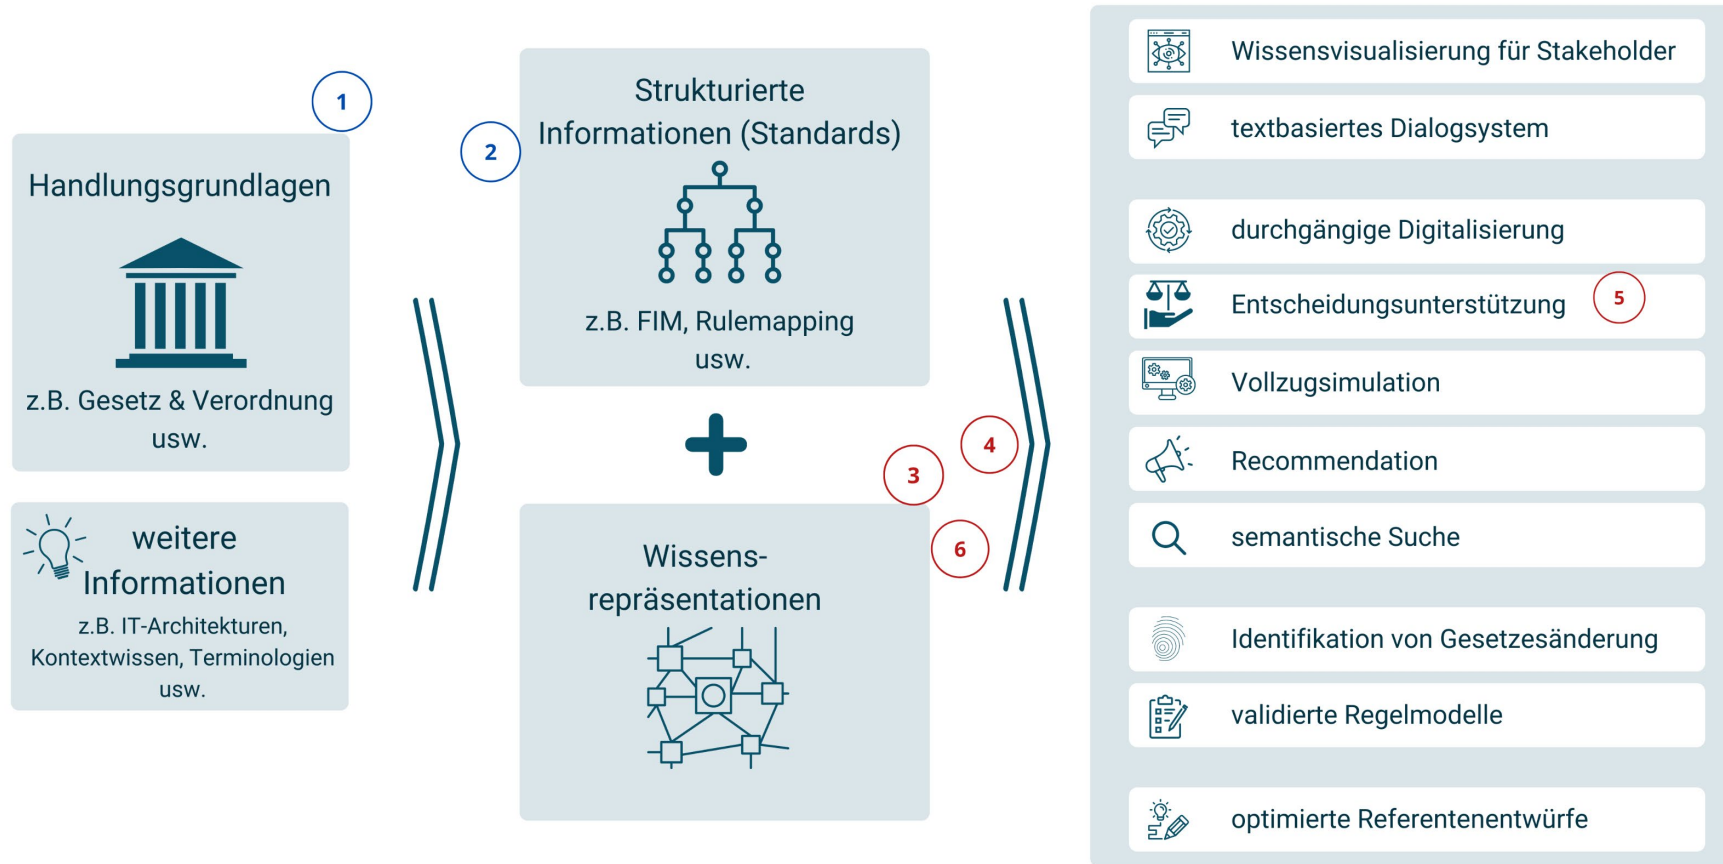 1
Handlungsgrundlagen
z.B. Gesetz & Verordnung
usw.
weitere
Informationen
z.B. IT-Architekturen,
Kontextwissen, Terminologien
usw.
2
Strukturierte
Informationen (Standards)
z.B. FIM, Rulemapping
usw.
3
4
6
Wissens-
repräsentationen
Wissensvisualisierung für Stakeholder
textbasiertes Dialogsystem
durchgängige Digitalisierung
Entscheidungsunterstützung
5
Vollzugsimulation
Recommendation
semantische Suche
Identifikation von Gesetzesänderung
validierte Regelmodelle
optimierte Referentenentwürfe